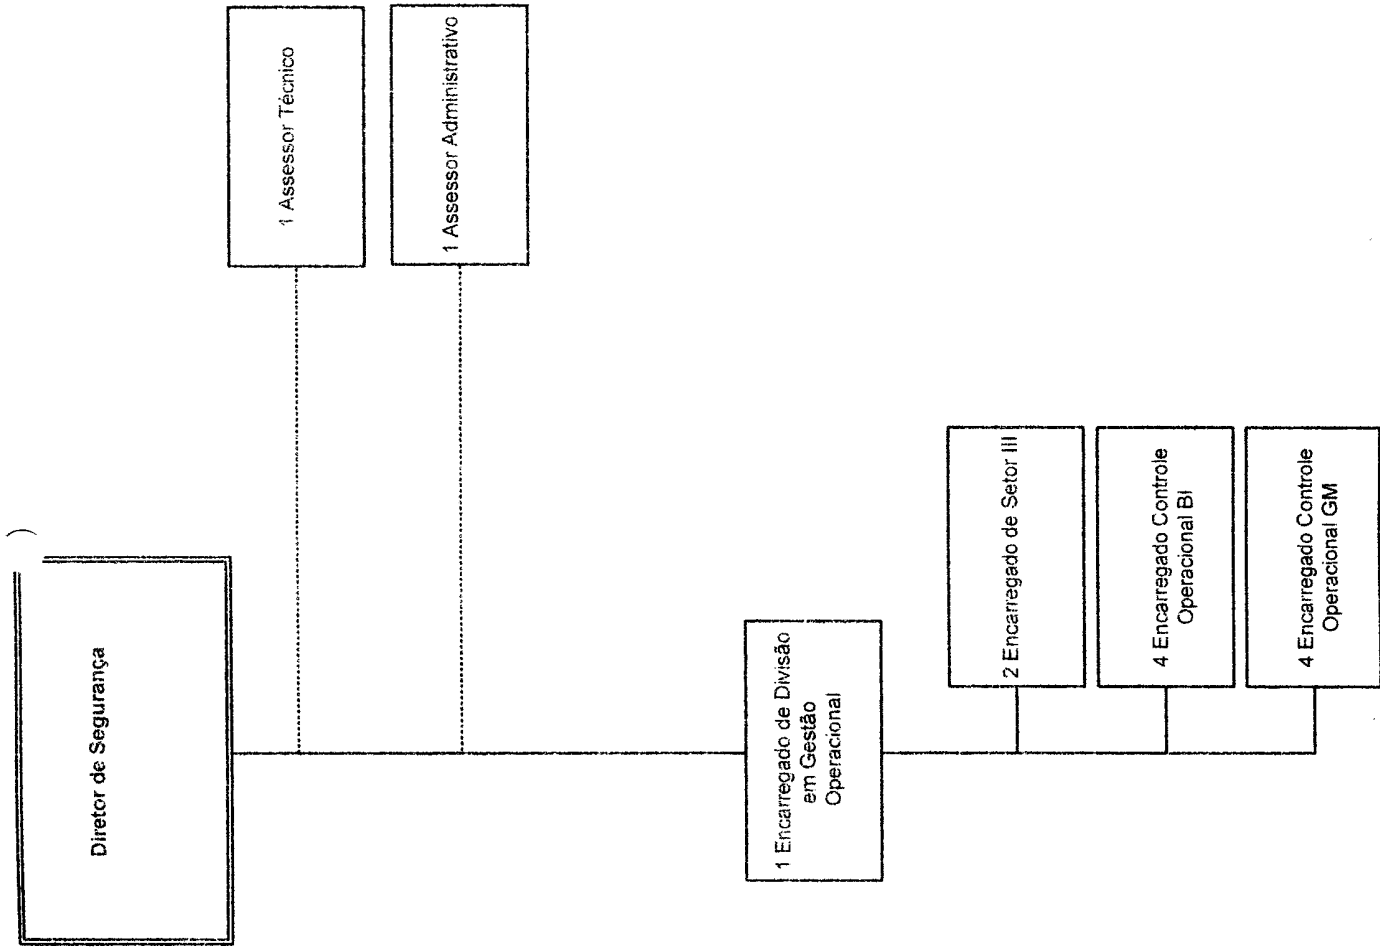 Diretor de Segurança
1 Assessor Técnico
1 Assessor Administrativo
1 Encarregado de Divisão
em Gestão
Operacional
2 Encarregado de Setor III
4 Encarregado Controle
Operacional BI
4 Encarregado Controle
Operacional GM